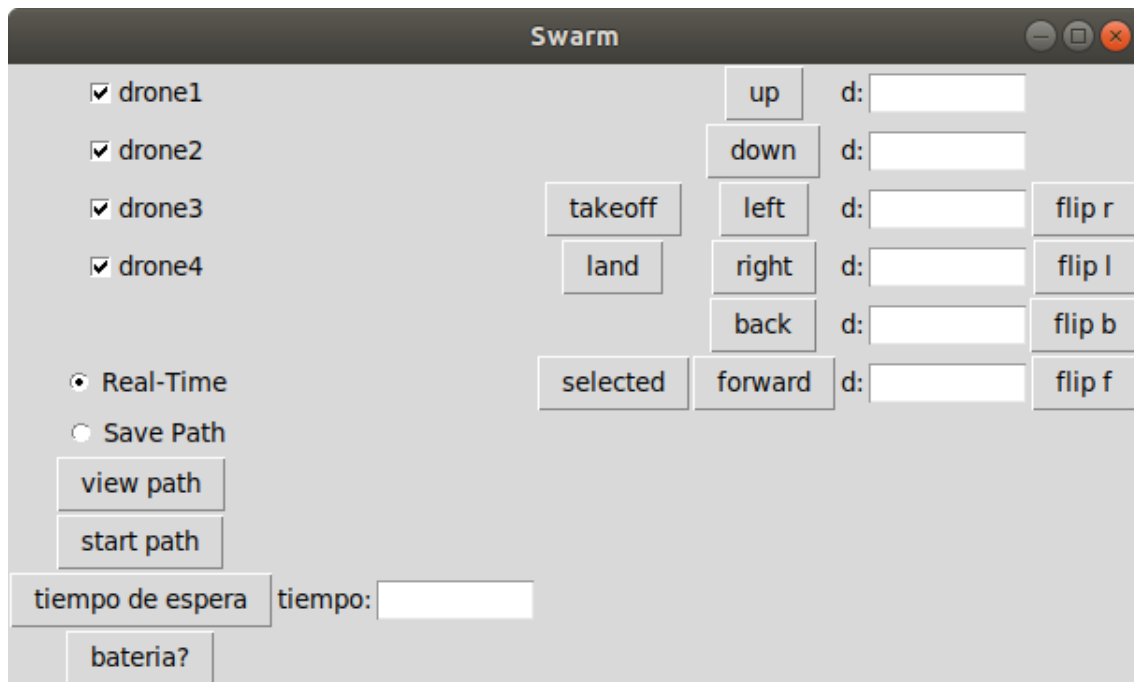 Swarm
drone1 up d:
drone2 down d:
drone3 takeoff left d: flip r
drone4 land right d: flip l
back d: flip b
Real-Time selected forward d: flip f
Save Path
view path
start path
tiempo de espera tiempo:
bateria?